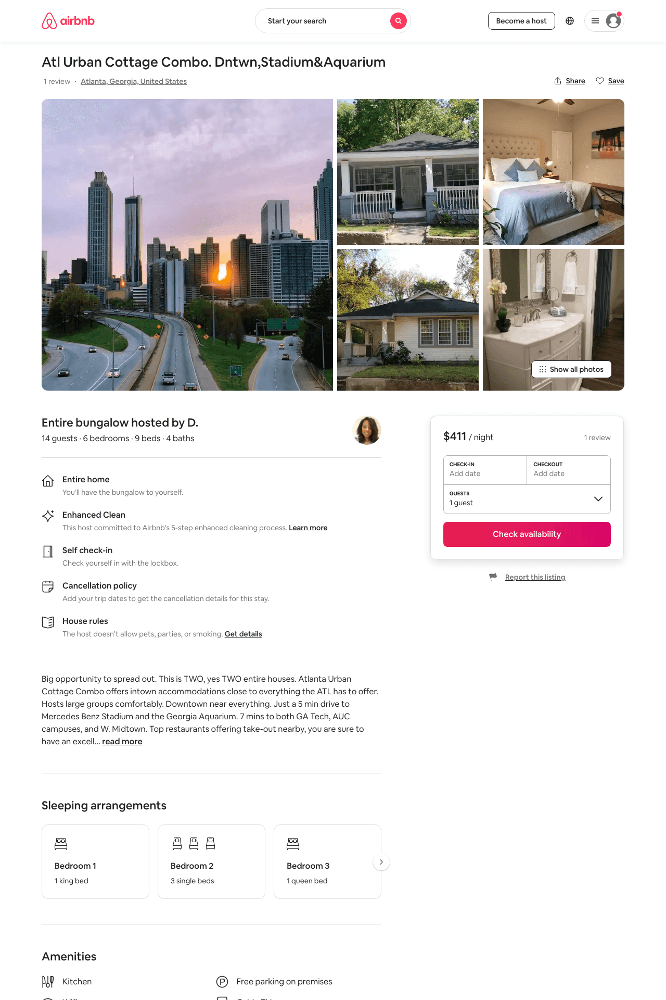 airbnb
Start your search
Become a host
Atl Urban Cottage Combo. Dntwn,Stadium&Aquarium
1 review · Atlanta, Georgia, United States
Share
Save
EXIT
Show all photos
Entire bungalow hosted by D.
14 guests · 6 bedrooms · 9 beds · 4 baths
Entire home
You'll have the bungalow to yourself.
Enhanced Clean
This host committed to Airbnb's 5-step enhanced cleaning process. Learn more
Self check-in
Check yourself in with the lockbox.
Cancellation policy
Add your trip dates to get the cancellation details for this stay.
House rules
The host doesn't allow pets, parties, or smoking. Get details
$411 / night
1 review
CHECK-IN
Add date
CHECKOUT
Add date
GUESTS
1 guest
Check availability
Report this listing
Big opportunity to spread out. This is TWO, yes TWO entire houses. Atlanta Urban
Cottage Combo offers intown accommodations close to everything the ATL has to offer.
Hosts large groups comfortably. Downtown near everything. Just a 5 min drive to
Mercedes Benz Stadium and the Georgia Aquarium. 7 mins to both GA Tech, AUC
campuses, and W. Midtown. Top restaurants offering take-out nearby, you are sure to
have an excell... read more
Sleeping arrangements
Bedroom 1
1 king bed
Bedroom 2
3 single beds
Bedroom 3
1 queen bed
Amenities
Kitchen
Free parking on premises